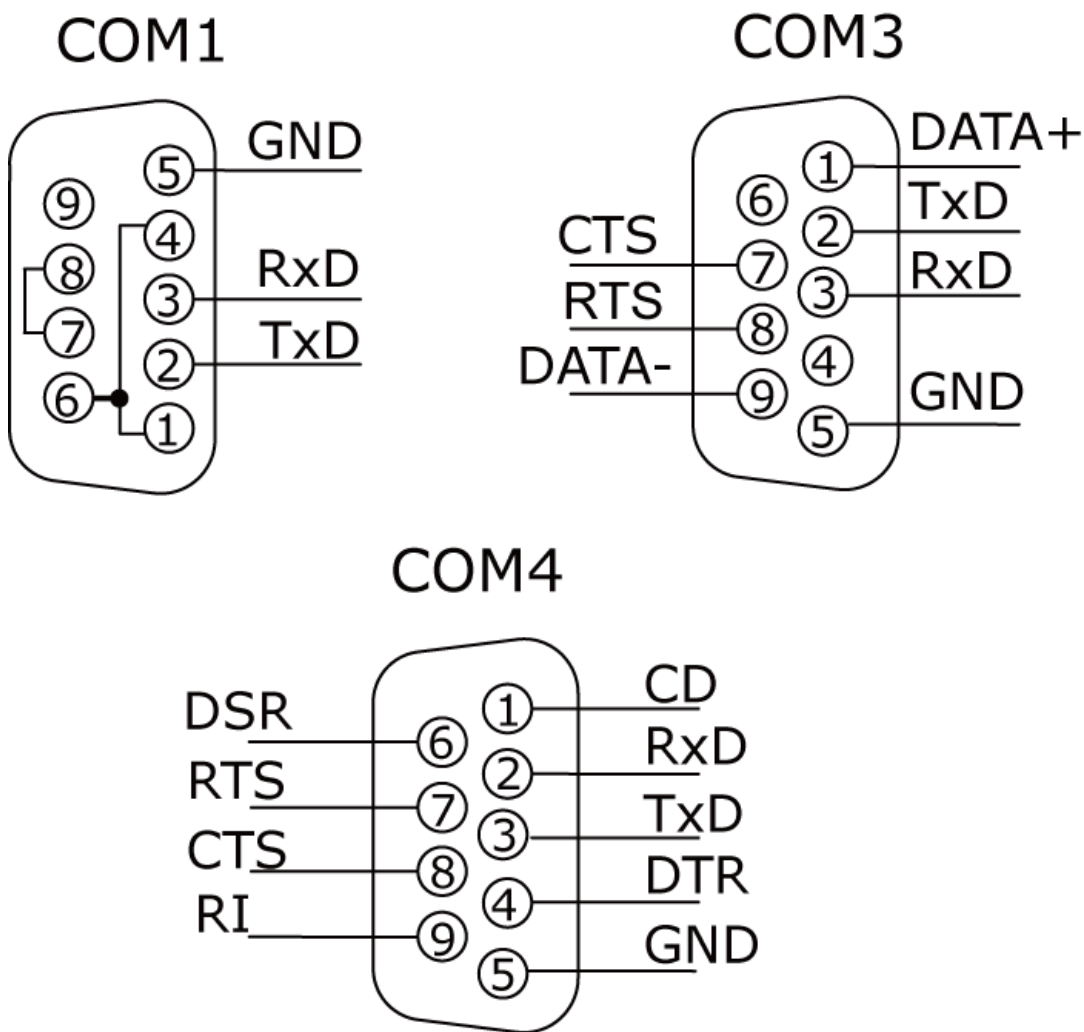 COM1
GND
5
9
4
8
RxD
3
7
TxD
2
6
1
COM3
DATA+
1
TxD
6
2
CTS
RxD
7
3
RTS
8
4
DATA-
GND
9
5
COM4
CD
1
DSR
RxD
6
2
RTS
TxD
7
3
CTS
DTR
8
4
RI
GND
9
5